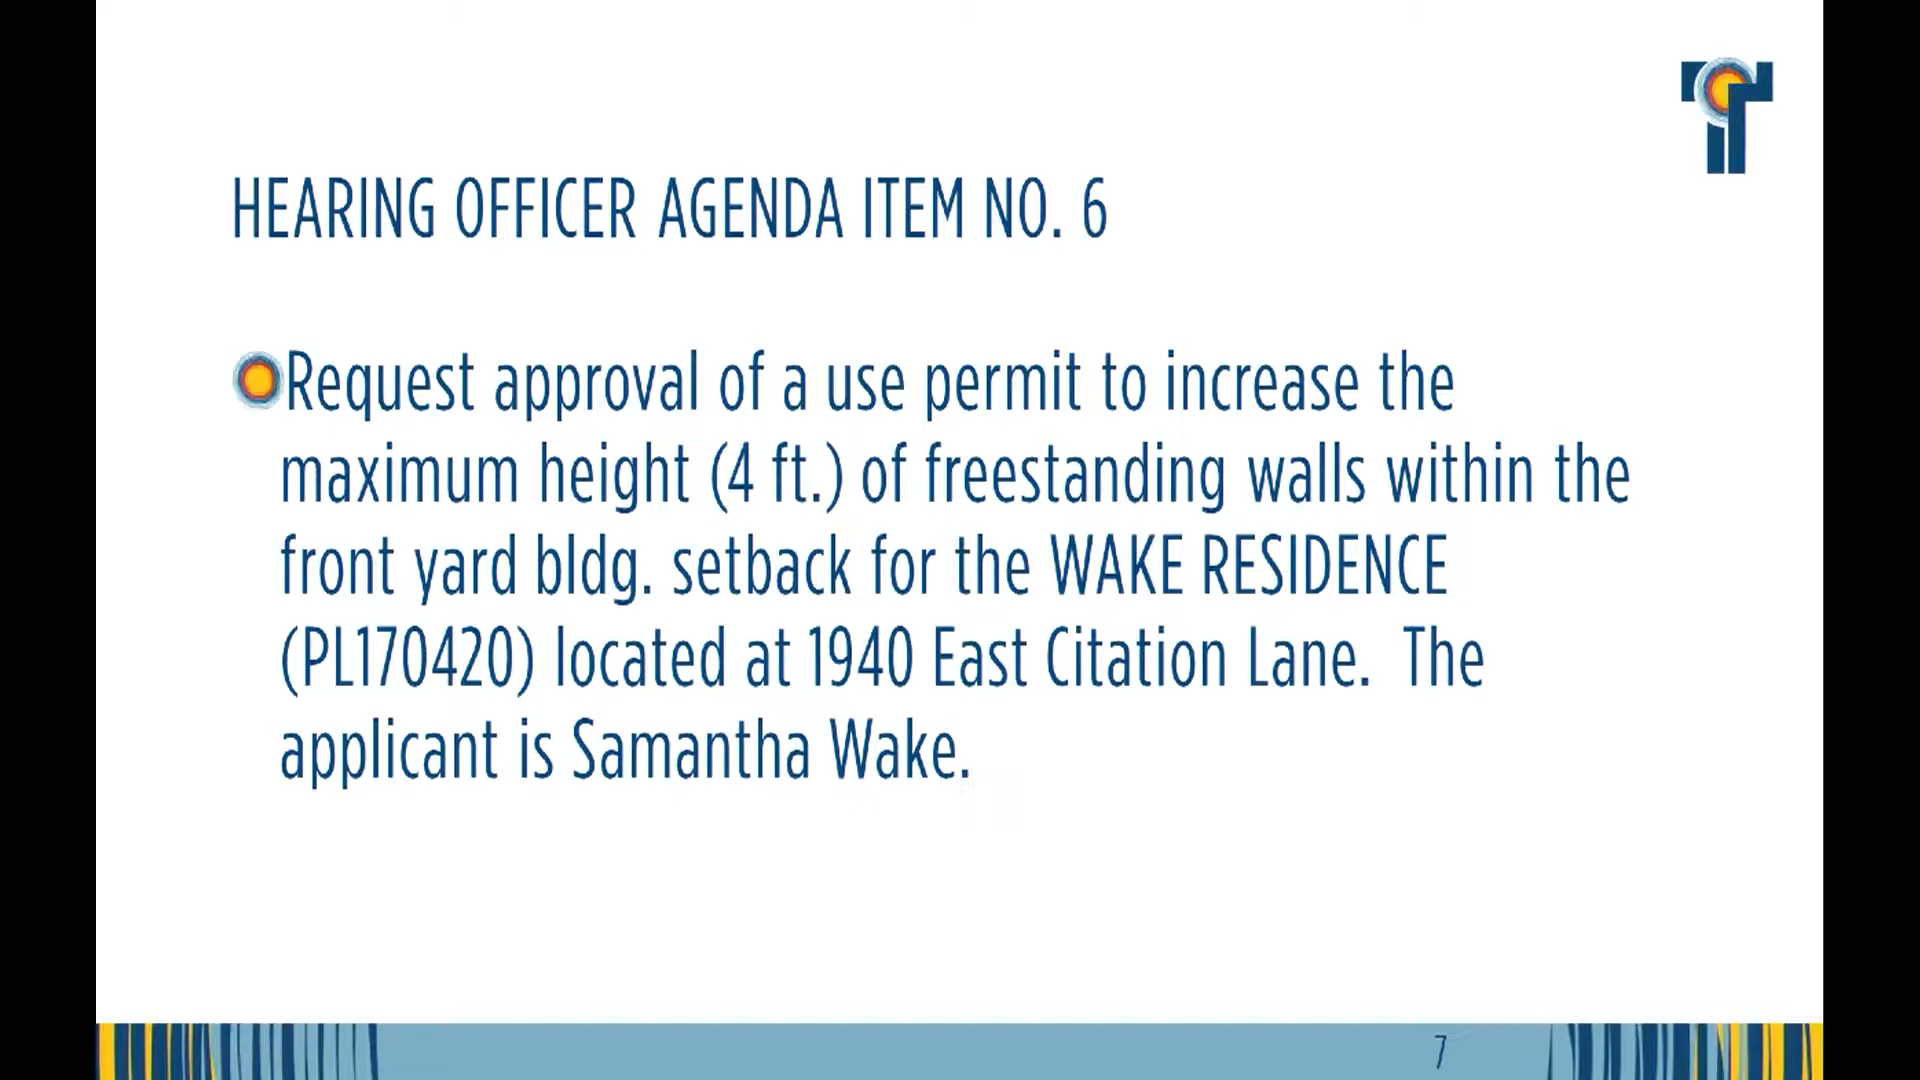 HEARING OFFICER AGENDA ITEM NO. 6
Request approval of a use permit to increase the
maximum height (4 ft.) of freestanding walls within the
front yard bldg. setback for the WAKE RESIDENCE
(PL170420) located at 1940 East Citation Lane.  The
applicant is Samantha Wake.
7